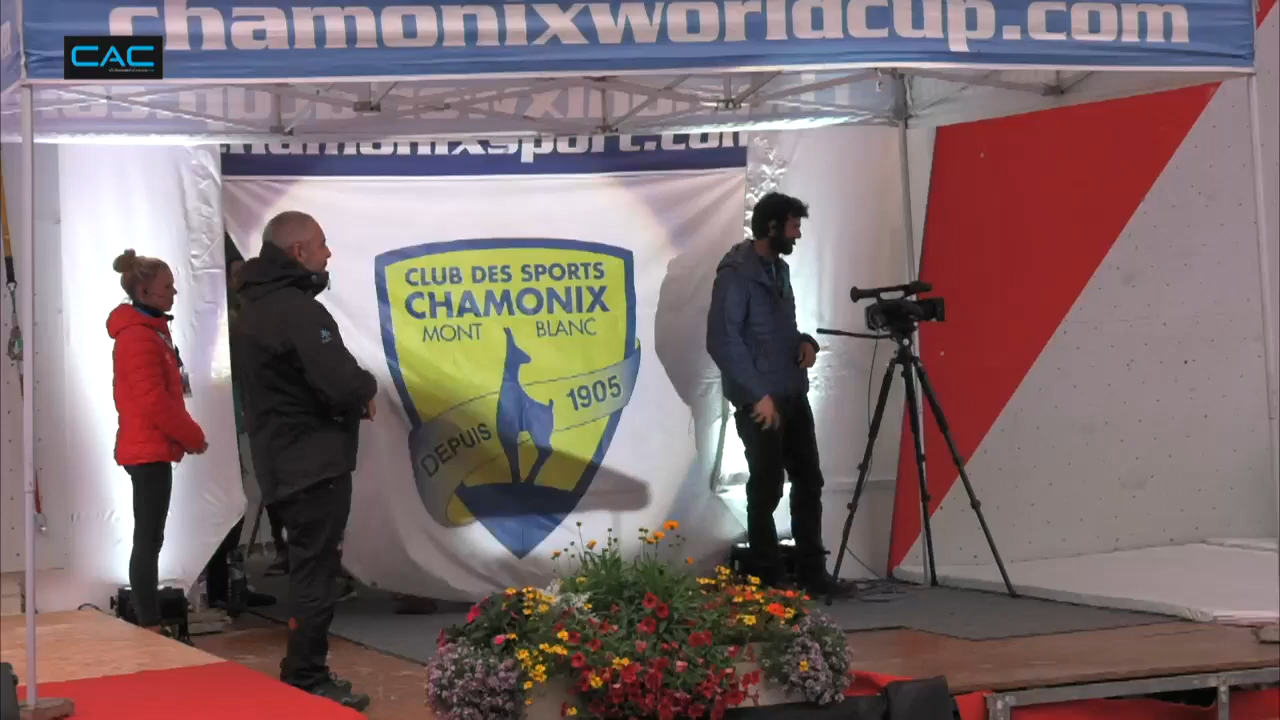 chamonixworldcup.com
CAC
chamonixsport.com
CLUB DES SPORTS
CHAMONIX
MONT BLANC
DEPUIS 1905